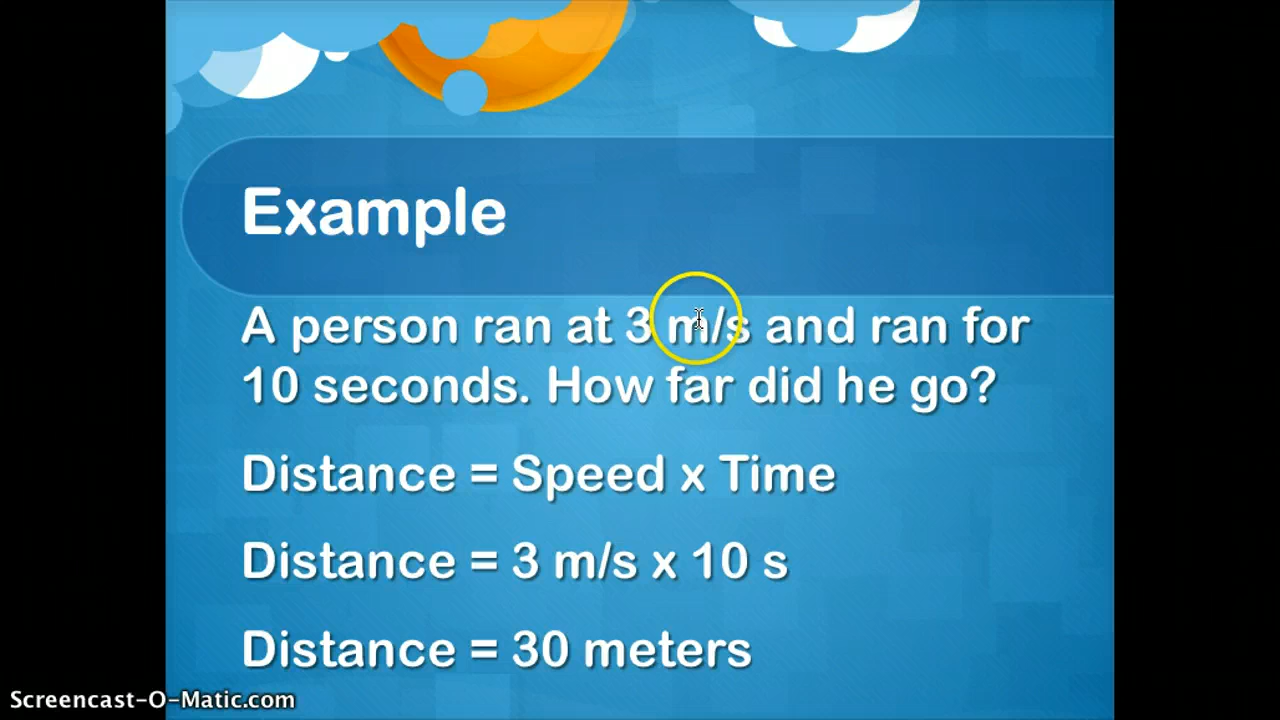 Example
A person ran at 3 m/s and ran for
10 seconds. How far did he go?
Distance = Speed x Time
Distance = 3 m/s x 10 s
Distance = 30 meters
Screencast-O-Matic.com